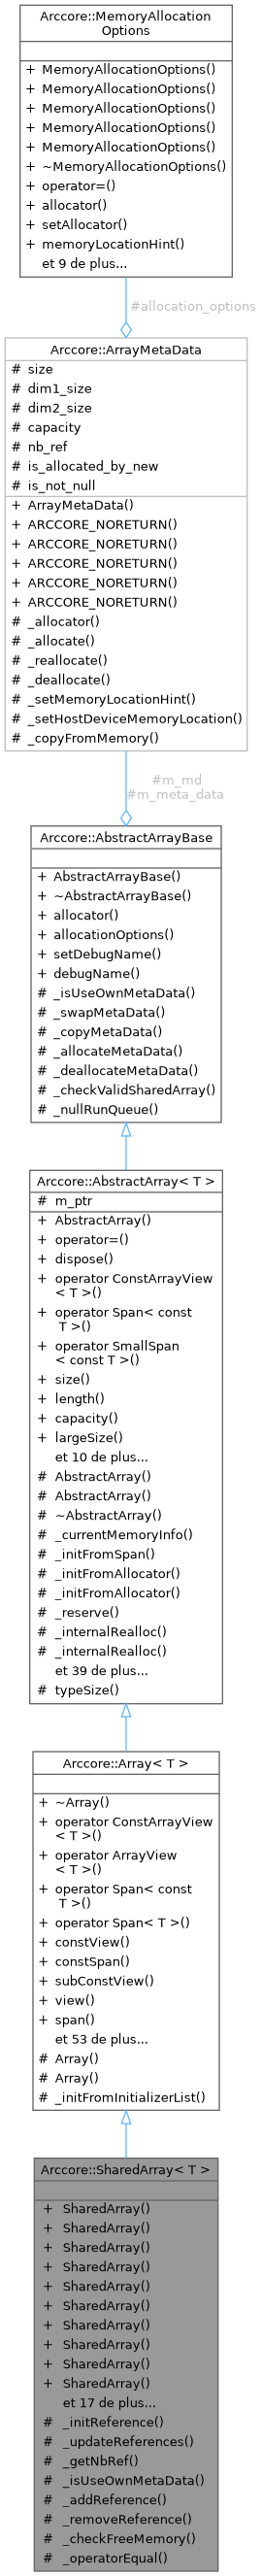 Arccore::MemoryAllocation
Options
+ MemoryAllocationOptions()
+ MemoryAllocationOptions()
+ MemoryAllocationOptions()
+ MemoryAllocationOptions()
+ MemoryAllocationOptions()
+ ~MemoryAllocationOptions()
+ operator=()
+ allocator()
+ setAllocator()
+ memoryLocationHint()
et 9 de plus...
#allocation_options
Arccore::ArrayMetaData
# size
# dim1_size
# dim2_size
# capacity
# nb_ref
# is_allocated_by_new
# is_not_null
+ ArrayMetaData()
+ ARCCORE_NORETURN()
+ ARCCORE_NORETURN()
+ ARCCORE_NORETURN()
+ ARCCORE_NORETURN()
+ ARCCORE_NORETURN()
# _allocator()
# _allocate()
# _reallocate()
# _deallocate()
# _setMemoryLocationHint()
# _setHostDeviceMemoryLocation()
# _copyFromMemory()
#m_md
#m_meta_data
Arccore::AbstractArrayBase
+ AbstractArrayBase()
+ ~AbstractArrayBase()
+ allocator()
+ allocationOptions()
+ setDebugName()
+ debugName()
# _isUseOwnMetaData()
# _swapMetaData()
# _copyMetaData()
# _allocateMetaData()
# _deallocateMetaData()
# _checkValidSharedArray()
# _nullRunQueue()
Arccore::AbstractArray< T >
# m_ptr
+ AbstractArray()
+ operator=()
+ dispose()
+ operator ConstArrayView
< T >()
+ operator Span< const
T >()
+ operator SmallSpan
< const T >()
+ size()
+ length()
+ capacity()
+ largeSize()
et 10 de plus...
# AbstractArray()
# AbstractArray()
# ~AbstractArray()
# _currentMemoryInfo()
# _initFromSpan()
# _initFromAllocator()
# _initFromAllocator()
# _reserve()
# _internalRealloc()
# _internalRealloc()
et 39 de plus...
# typeSize()
Arccore::Array< T >
+ ~Array()
+ operator ConstArrayView
< T >()
+ operator ArrayView
< T >()
+ operator Span< const
T >()
+ operator Span< T >()
+ constView()
+ constSpan()
+ subConstView()
+ view()
+ span()
et 53 de plus...
# Array()
# Array()
# _initFromInitializerList()
Arccore::SharedArray< T >
+ SharedArray()
+ SharedArray()
+ SharedArray()
+ SharedArray()
+ SharedArray()
+ SharedArray()
+ SharedArray()
+ SharedArray()
+ SharedArray()
+ SharedArray()
et 17 de plus...
# _initReference()
# _updateReferences()
# _getNbRef()
# _isUseOwnMetaData()
# _addReference()
# _removeReference()
# _checkFreeMemory()
# _operatorEqual()